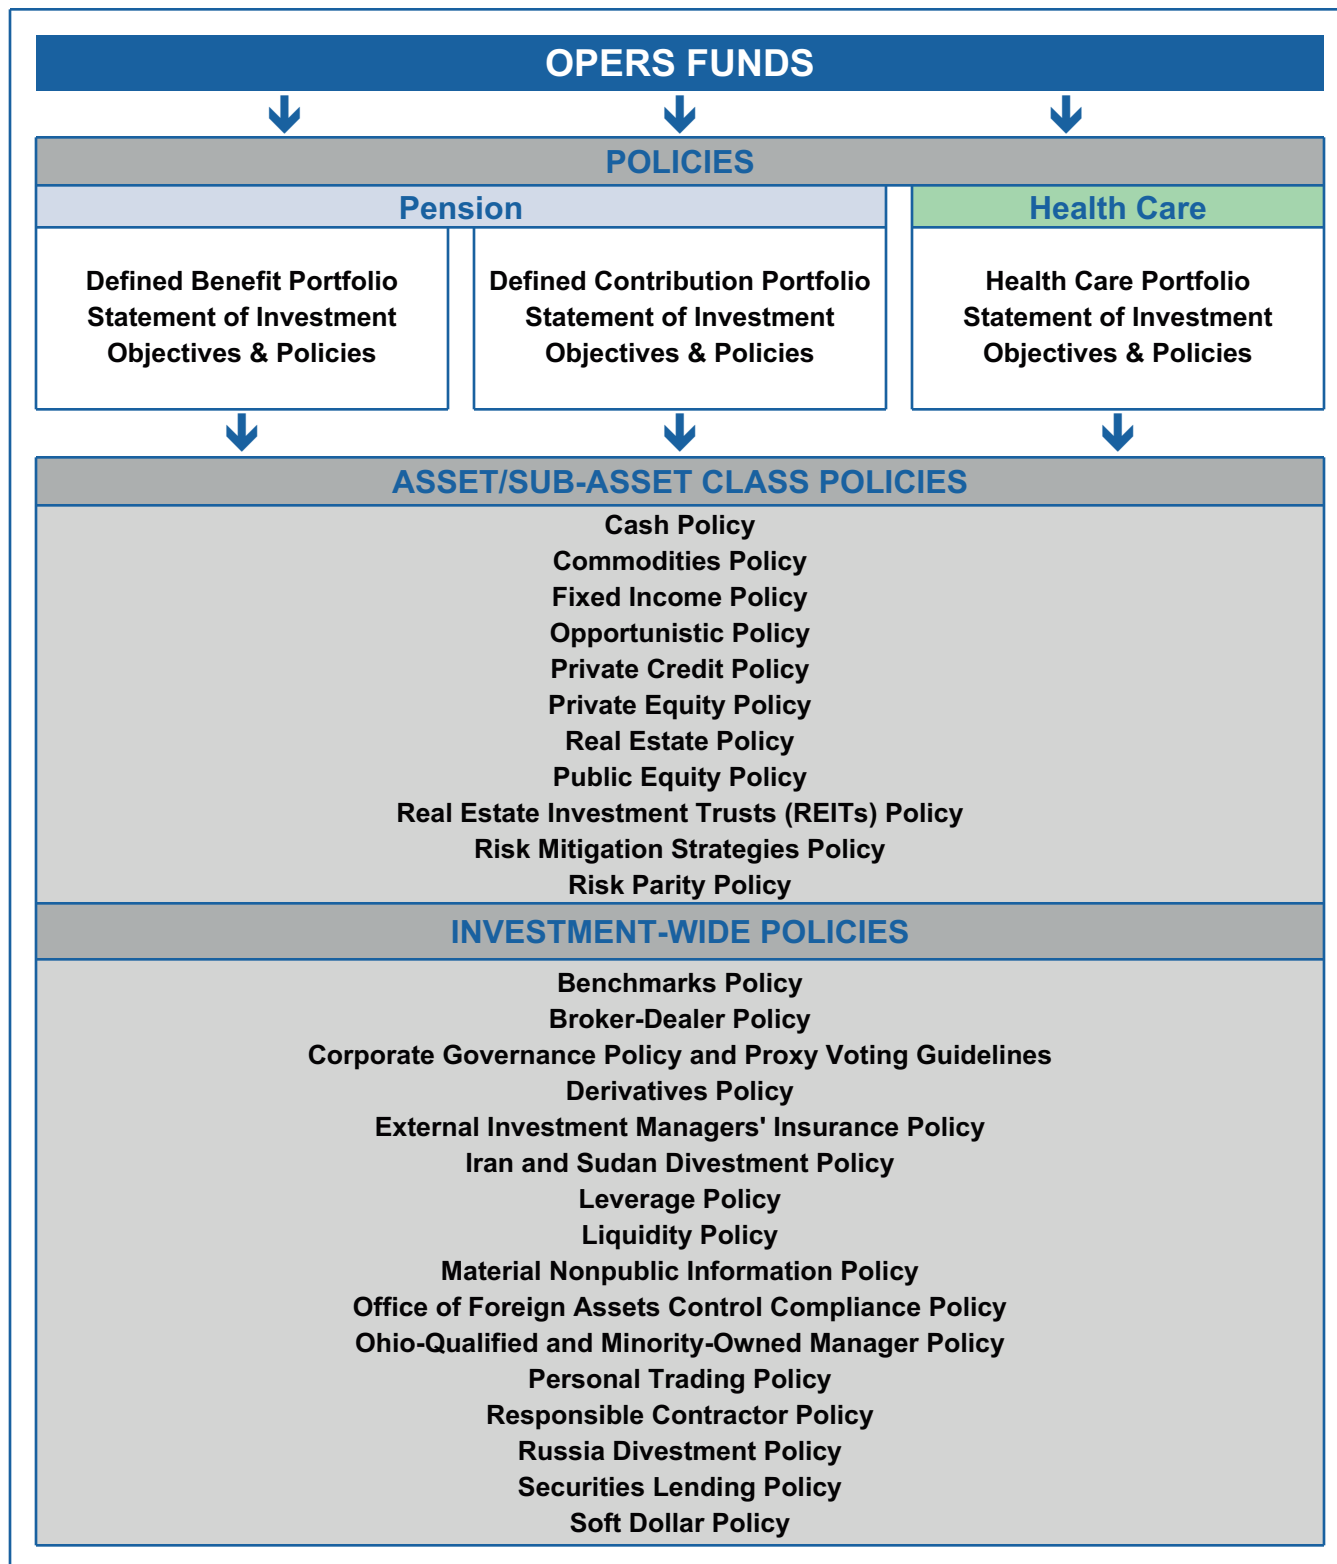 OPERS FUNDS
POLICIES
Pension
Health Care
Defined Benefit Portfolio
Statement of Investment
Objectives & Policies
Defined Contribution Portfolio
Statement of Investment
Objectives & Policies
Health Care Portfolio
Statement of Investment
Objectives & Policies
ASSET/SUB-ASSET CLASS POLICIES
Cash Policy
Commodities Policy
Fixed Income Policy
Opportunistic Policy
Private Credit Policy
Private Equity Policy
Real Estate Policy
Public Equity Policy
Real Estate Investment Trusts (REITs) Policy
Risk Mitigation Strategies Policy
Risk Parity Policy
INVESTMENT-WIDE POLICIES
Benchmarks Policy
Broker-Dealer Policy
Corporate Governance Policy and Proxy Voting Guidelines
Derivatives Policy
External Investment Managers' Insurance Policy
Iran and Sudan Divestment Policy
Leverage Policy
Liquidity Policy
Material Nonpublic Information Policy
Office of Foreign Assets Control Compliance Policy
Ohio-Qualified and Minority-Owned Manager Policy
Personal Trading Policy
Responsible Contractor Policy
Russia Divestment Policy
Securities Lending Policy
Soft Dollar Policy